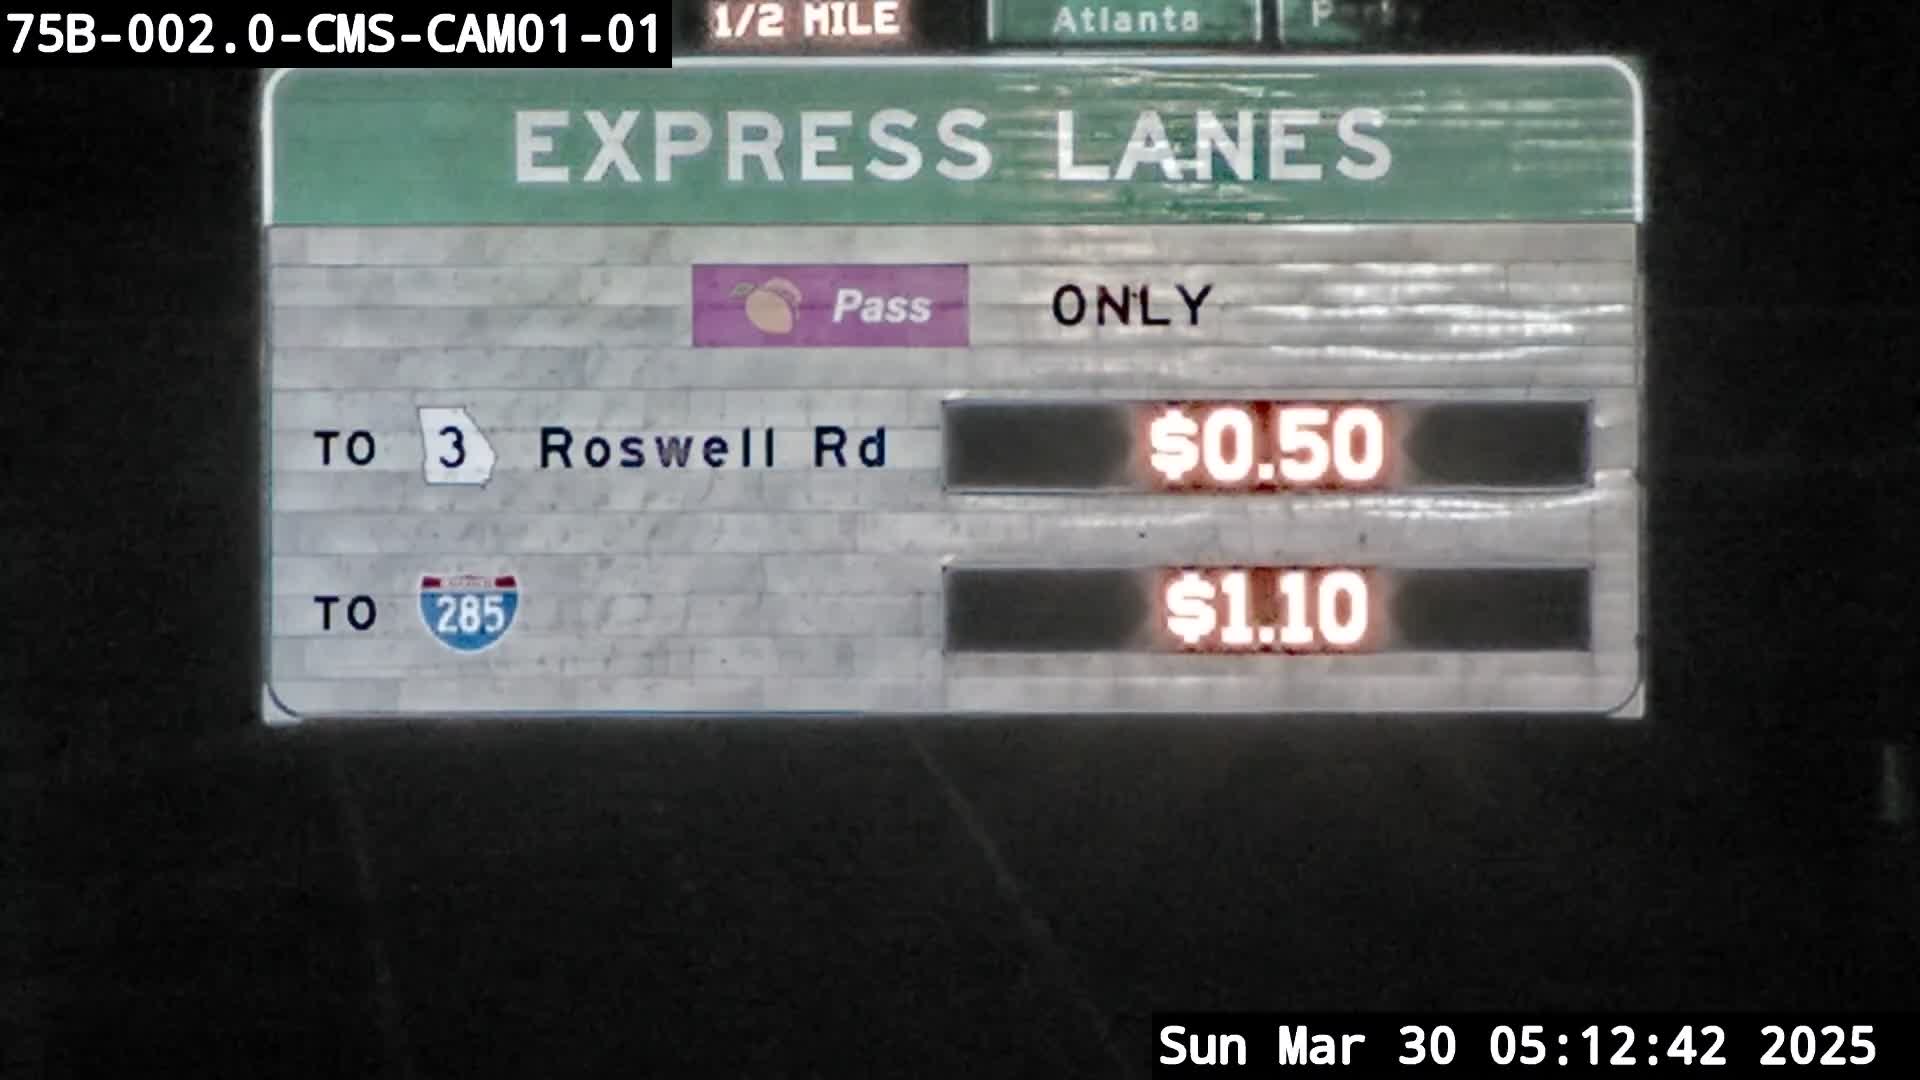 75B-002.0-CMS-CAM01-01
1/2 MILE
Atlanta
EXPRESS LANES
Pass ONLY
TO 3 Roswell Rd $0.50
TO 285 $1.10
Sun Mar 30 05:12:42 2025